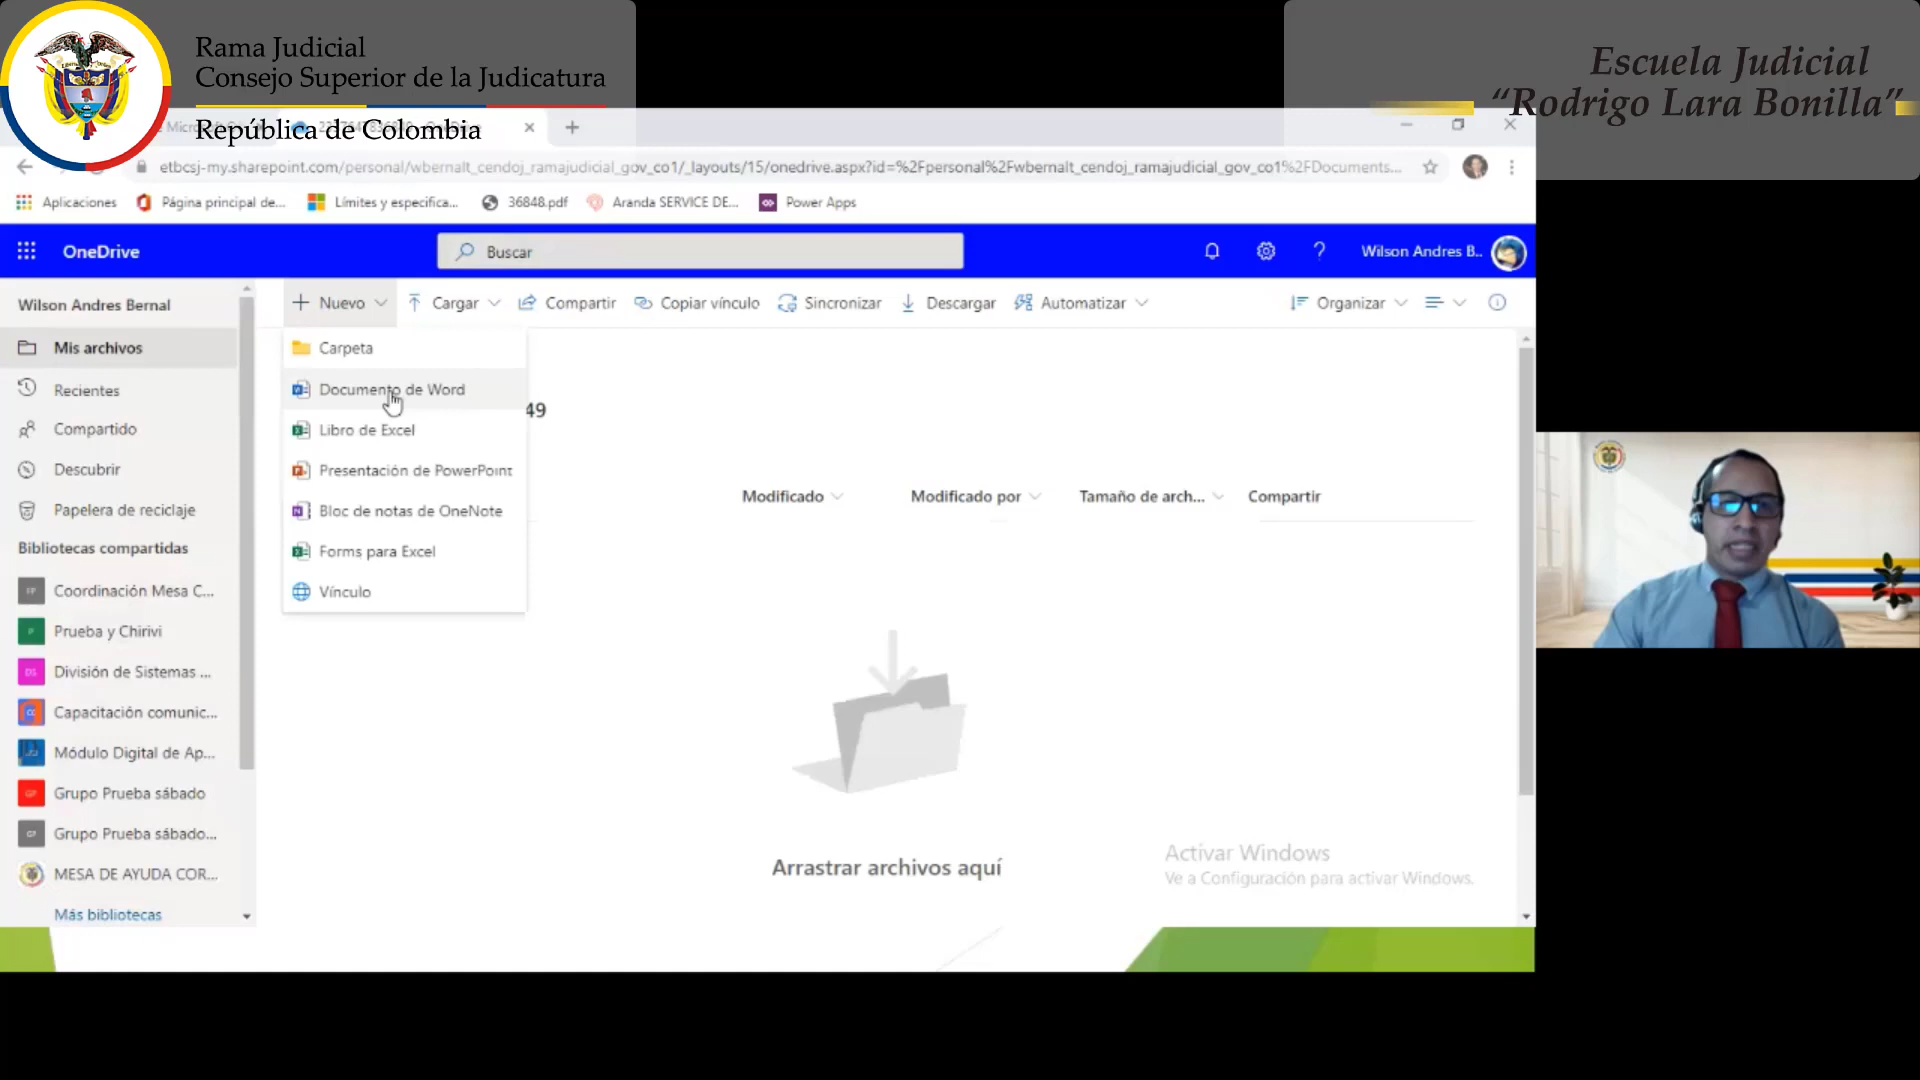 Rama Judicial
Consejo Superior de la Judicatura
República de Colombia
Escuela Judicial
“Rodrigo Lara Bonilla”
etbcsj-my.sharepoint.com/personal/wbernalt_cendoj_ramajudicial_gov_co1/_layouts/15/onedrive.aspx?id=%2Fpersonal%2Fwbernalt_cendoj_ramajudicial_gov_co1%2FDocuments...
Aplicaciones Página principal de... Límites y especifica... 36848.pdf Aranda SERVICE DE... Power Apps
OneDrive Buscar ? Wilson Andres B..
Wilson Andres Bernal
Nuevo Cargar Compartir Copiar vínculo Sincronizar Descargar Automatizar Organizar
Mis archivos
Recientes
Compartido
Descubrir
Papelera de reciclaje
Bibliotecas compartidas
Coordinación Mesa C...
Prueba y Chirivi
División de Sistemas ...
Capacitación comunic...
Módulo Digital de Ap...
Grupo Prueba sábado
Grupo Prueba sábado...
MESA DE AYUDA COR...
Más bibliotecas
Carpeta
Documento de Word
Libro de Excel
Presentación de PowerPoint
Bloc de notas de OneNote
Forms para Excel
Vínculo
49
Modificado Modificado por Tamaño de arch... Compartir
Arrastrar archivos aquí
Activar Windows
Ve a Configuración para activar Windows.